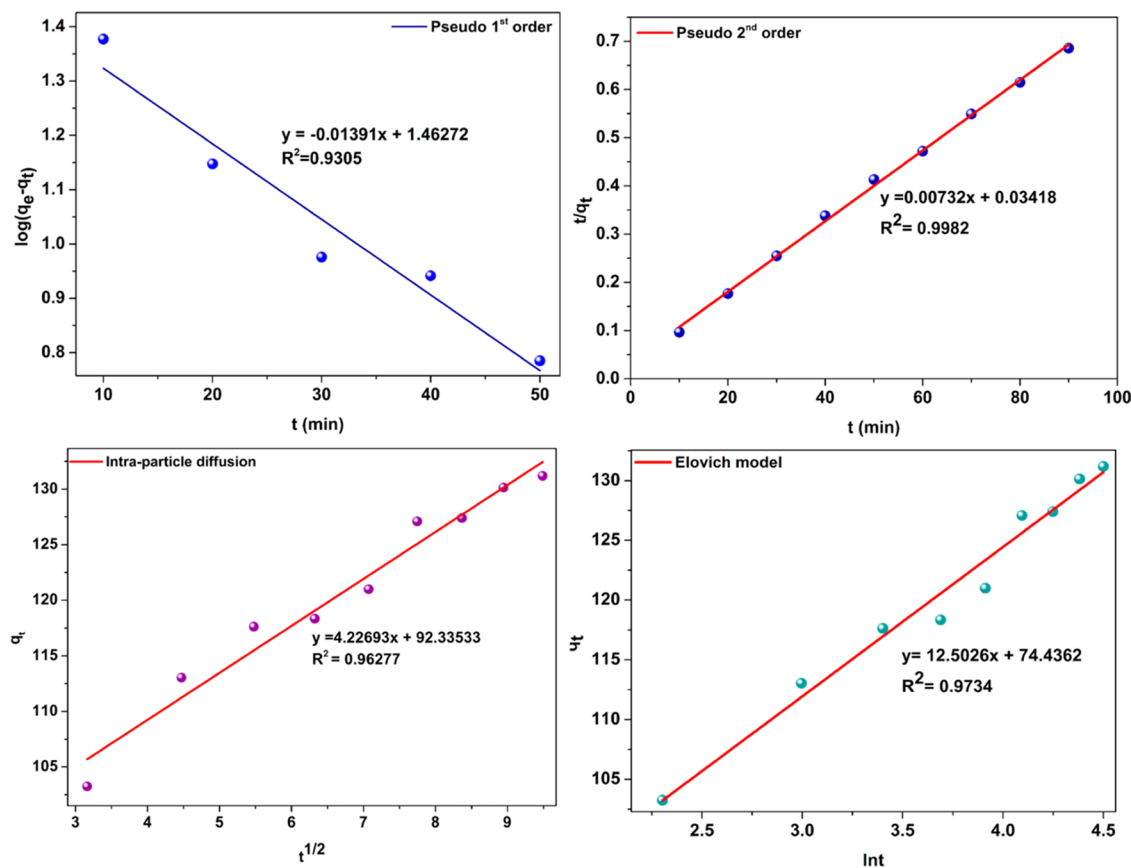 Pseudo 1st order
y = -0.01391x + 1.46272
R2=0.9305
log(qe-qt)
1.4
1.3
1.2
1.1
1.0
0.9
0.8
10
20
30
40
50
t (min)
Pseudo 2nd order
y =0.00732x + 0.03418
R2= 0.9982
t/qt
0.7
0.6
0.5
0.4
0.3
0.2
0.1
0.0
0
20
40
60
80
100
t (min)
Intra-particle diffusion
y =4.22693x + 92.33533
R2 = 0.96277
qt
130
125
120
115
110
105
3
4
5
6
7
8
9
t1/2
Elovich model
y= 12.5026x + 74.4362
R2= 0.9734
qt
130
125
120
115
110
105
2.5
3.0
3.5
4.0
4.5
lnt